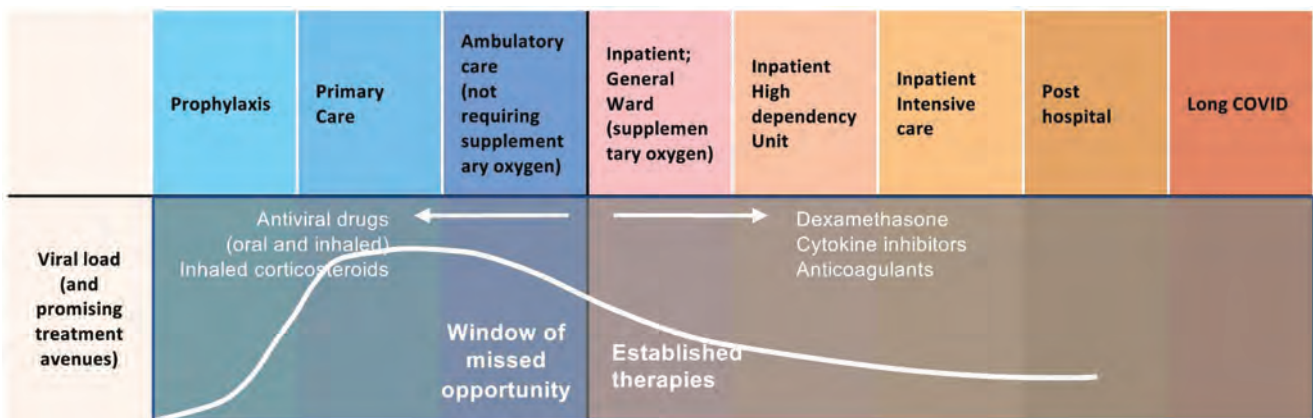 Prophylaxis
Primary
Care
Ambulatory
care
(not
requiring
supplement
ary oxygen)
Inpatient;
General
Ward
(supplemen
tary oxygen)
Inpatient
High
dependency
Unit
Inpatient
Intensive
care
Post
hospital
Long COVID
Viral load
(and
promising
treatment
avenues)
Antiviral drugs
(oral and inhaled)
Inhaled corticosteroids
Dexamethasone
Cytokine inhibitors
Anticoagulants
Window of
missed
opportunity
Established
therapies